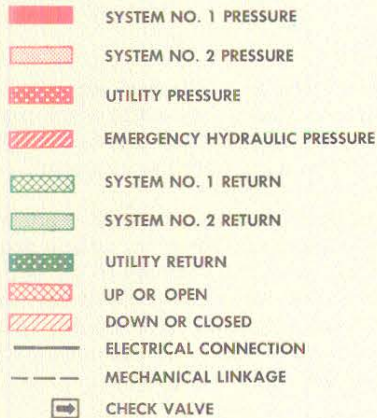 SYSTEM NO. 1 PRESSURE
SYSTEM NO. 2 PRESSURE
UTILITY PRESSURE
EMERGENCY HYDRAULIC PRESSURE
SYSTEM NO. 1 RETURN
SYSTEM NO. 2 RETURN
UTILITY RETURN
UP OR OPEN
DOWN OR CLOSED
ELECTRICAL CONNECTION
MECHANICAL LINKAGE
CHECK VALVE